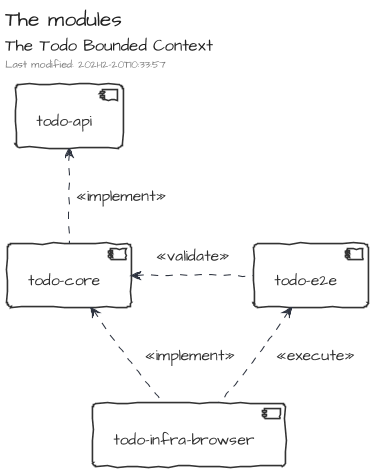 The modules
The Todo Bounded Context
Last modified: 2021-12-20T10:33:57
todo-api
«implement»
«validate»
todo-core
todo-e2e
«implement»
«execute»
todo-infra-browser